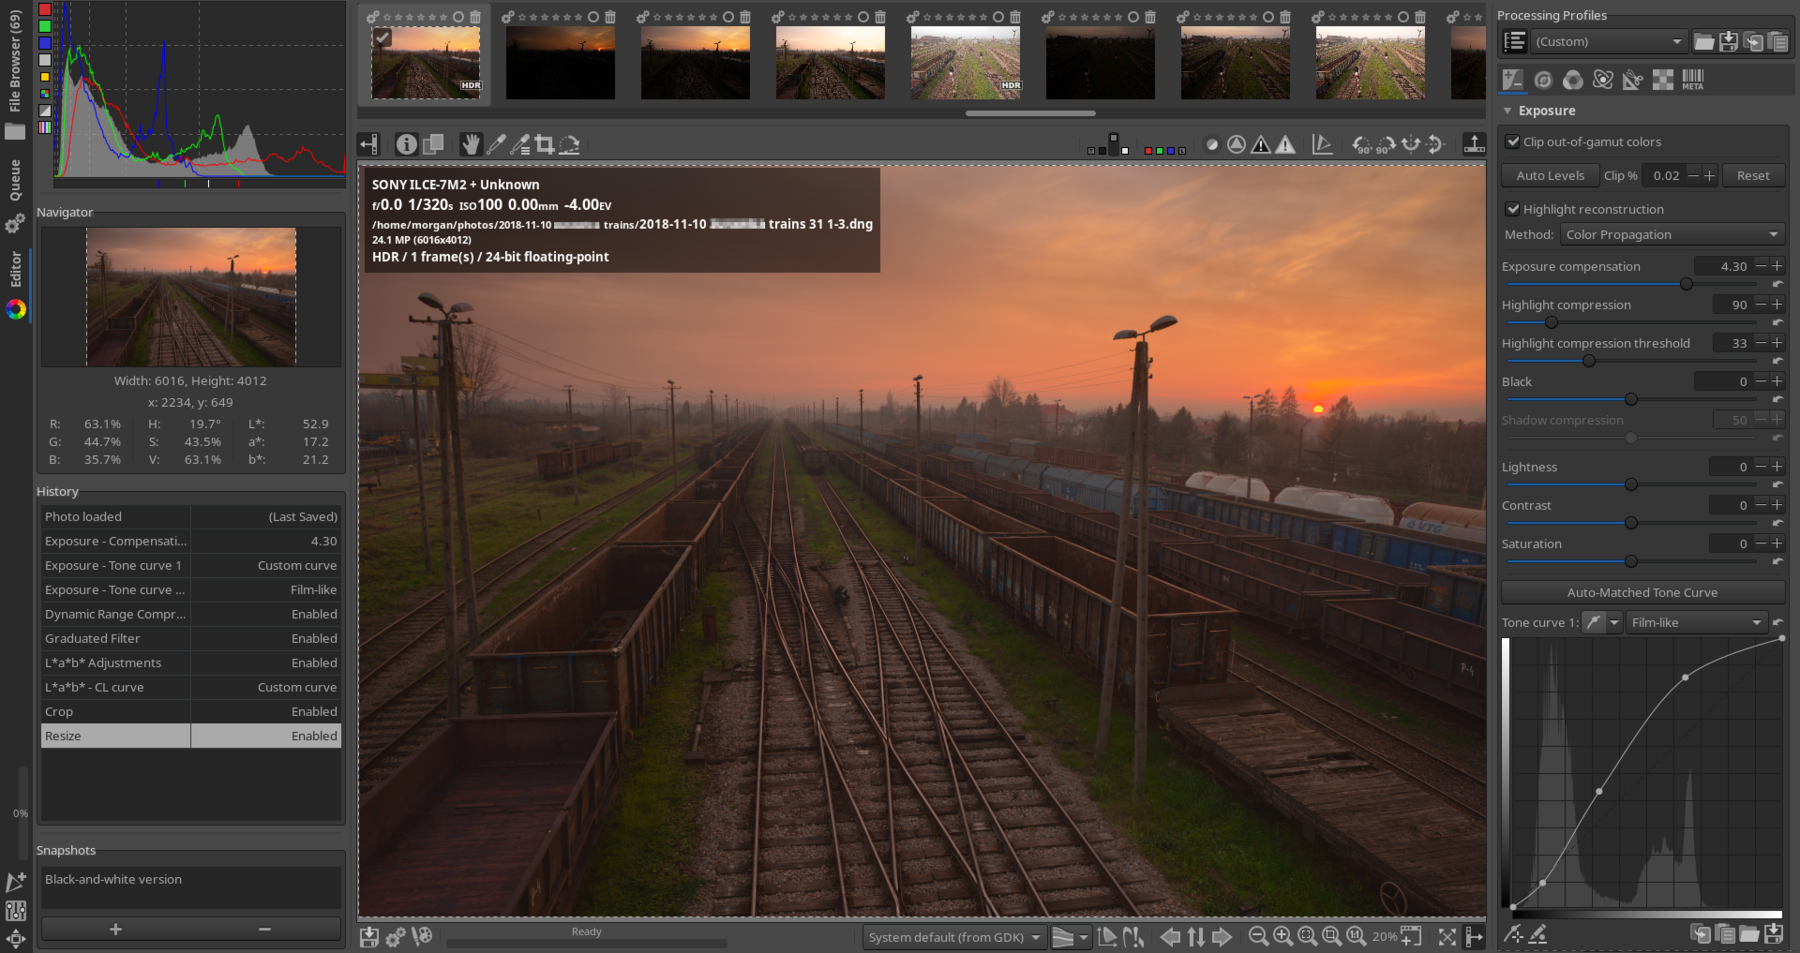 File Browser (69)
Queue
Editor
0%
Navigator
Width: 6016, Height: 4012
x: 2234, y: 649
R: 63.1% H: 19.7° L*: 52.9
G: 44.7% S: 43.5% a*: 17.2
B: 35.7% V: 63.1% b*: 21.2
History
Photo loaded (Last Saved)
Exposure - Compensati... 4.30
Exposure - Tone curve 1 Custom curve
Exposure - Tone curve ... Film-like
Dynamic Range Compr... Enabled
Graduated Filter Enabled
L*a*b* Adjustments Enabled
L*a*b* - CL curve Custom curve
Crop Enabled
Resize Enabled
Snapshots
Black-and-white version
HDR
HDR
90° 90°
SONY ILCE-7M2 + Unknown
f/0.0 1/320s ISO100 0.00mm -4.00EV
/home/morgan/photos/2018-11-10 trains/2018-11-10 trains 31 1-3.dng
24.1 MP (6016x4012)
HDR / 1 frame(s) / 24-bit floating-point
VTG
Ready
System default (from GDK)
20%
Processing Profiles
(Custom)
META
Exposure
Clip out-of-gamut colors
Auto Levels Clip % 0.02 Reset
Highlight reconstruction
Method: Color Propagation
Exposure compensation 4.30
Highlight compression 90
Highlight compression threshold 33
Black 0
Shadow compression 50
Lightness 0
Contrast 0
Saturation 0
Auto-Matched Tone Curve
Tone curve 1: Film-like